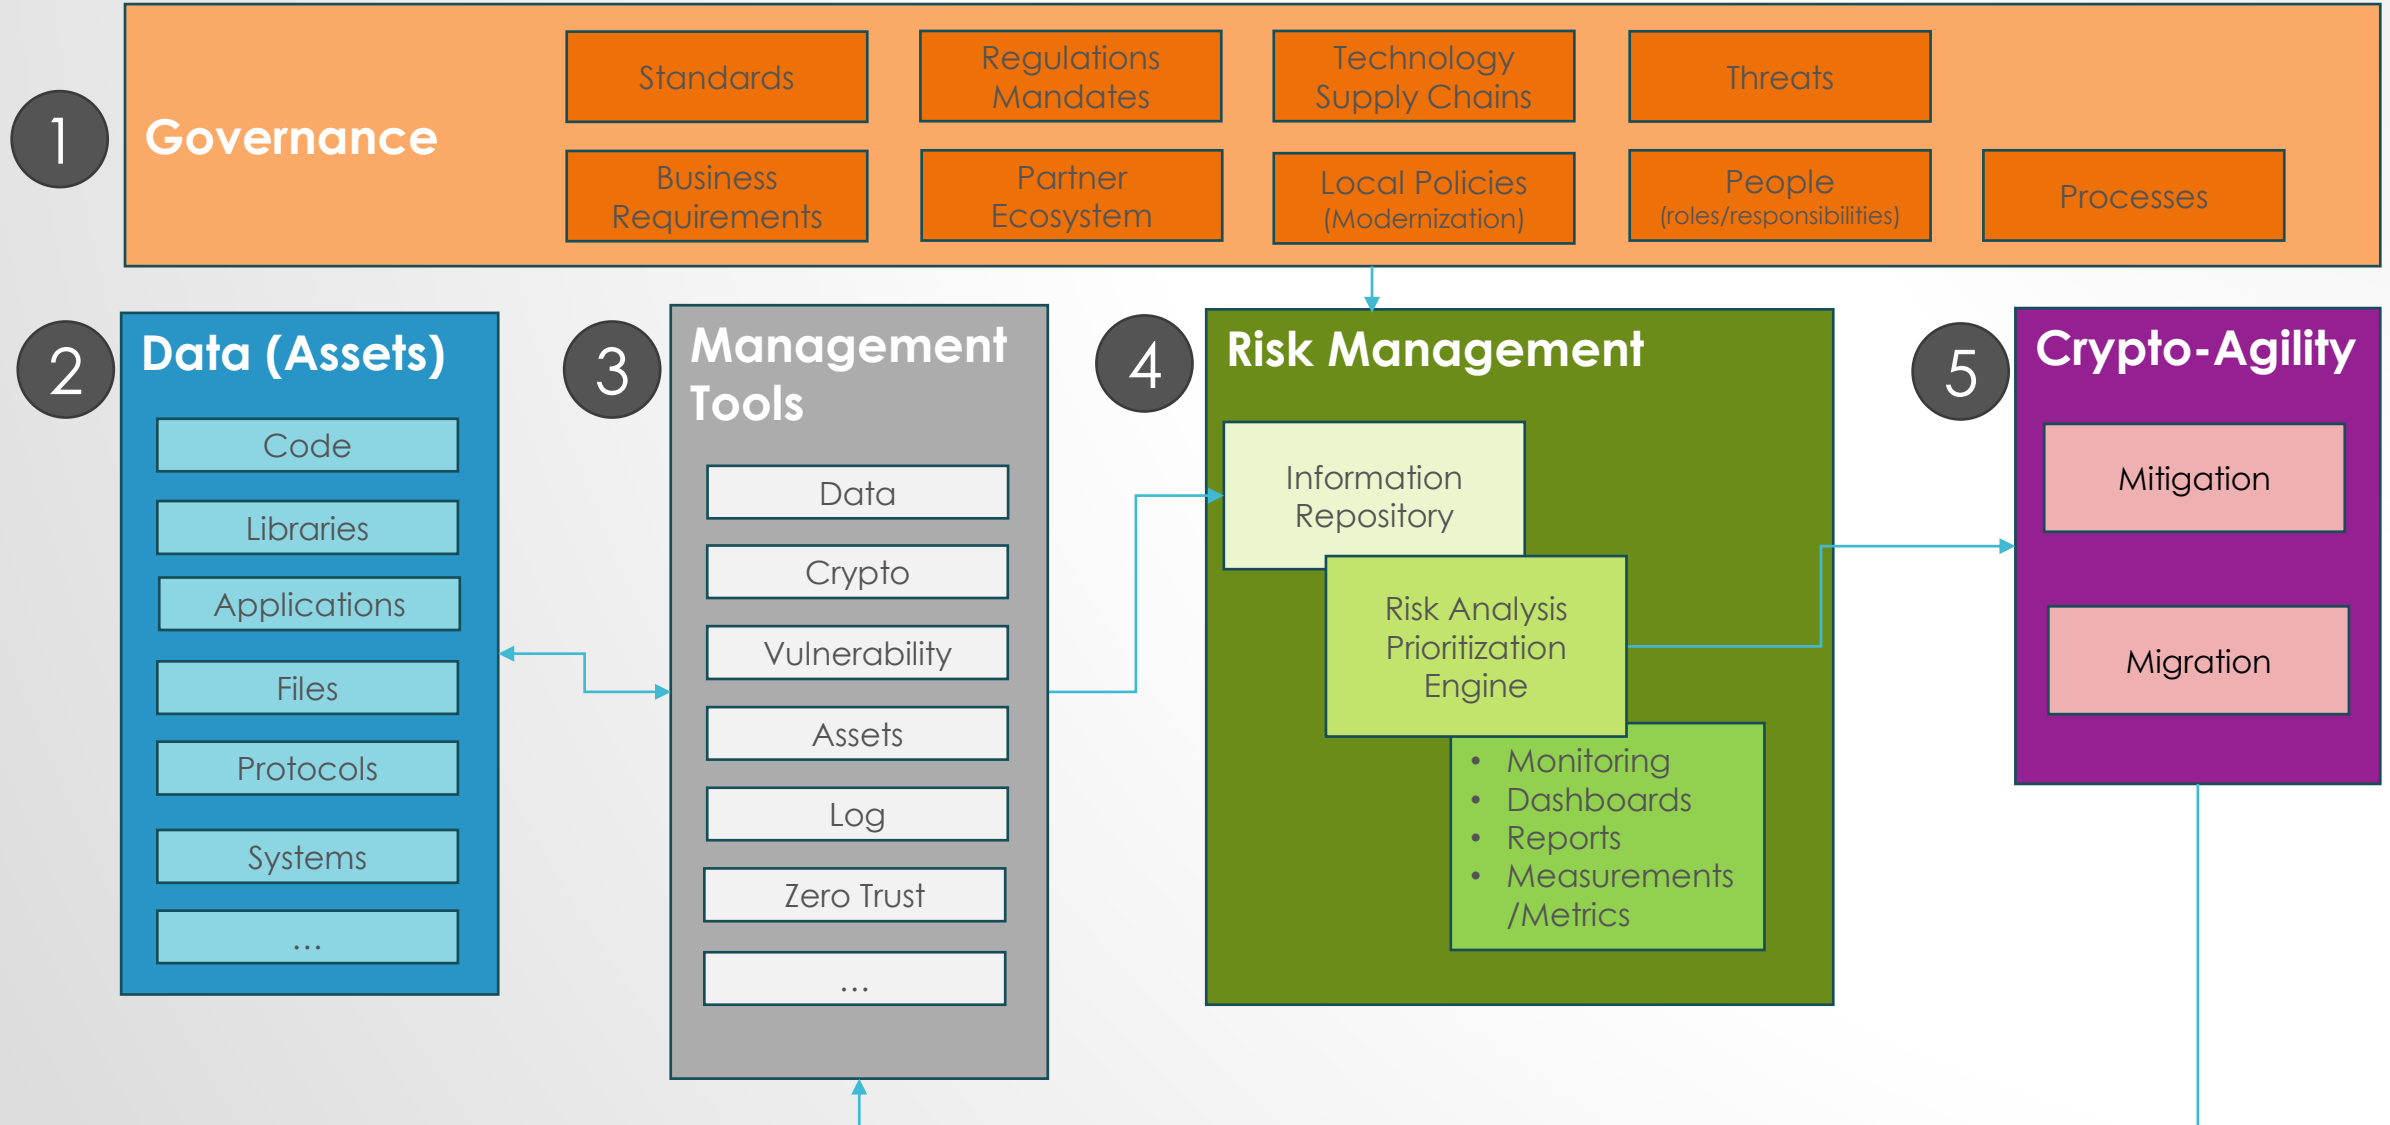 1
Governance
Standards
Regulations
Mandates
Technology
Supply Chains
Threats
Business
Requirements
Partner
Ecosystem
Local Policies
(Modernization)
People
(roles/responsibilities)
Processes
2
Data (Assets)
Code
Libraries
Applications
Files
Protocols
Systems
...
3
Management
Tools
Data
Crypto
Vulnerability
Assets
Log
Zero Trust
...
4
Risk Management
Information
Repository
Risk Analysis
Prioritization
Engine
• Monitoring
• Dashboards
• Reports
• Measurements
/Metrics
5
Crypto-Agility
Mitigation
Migration